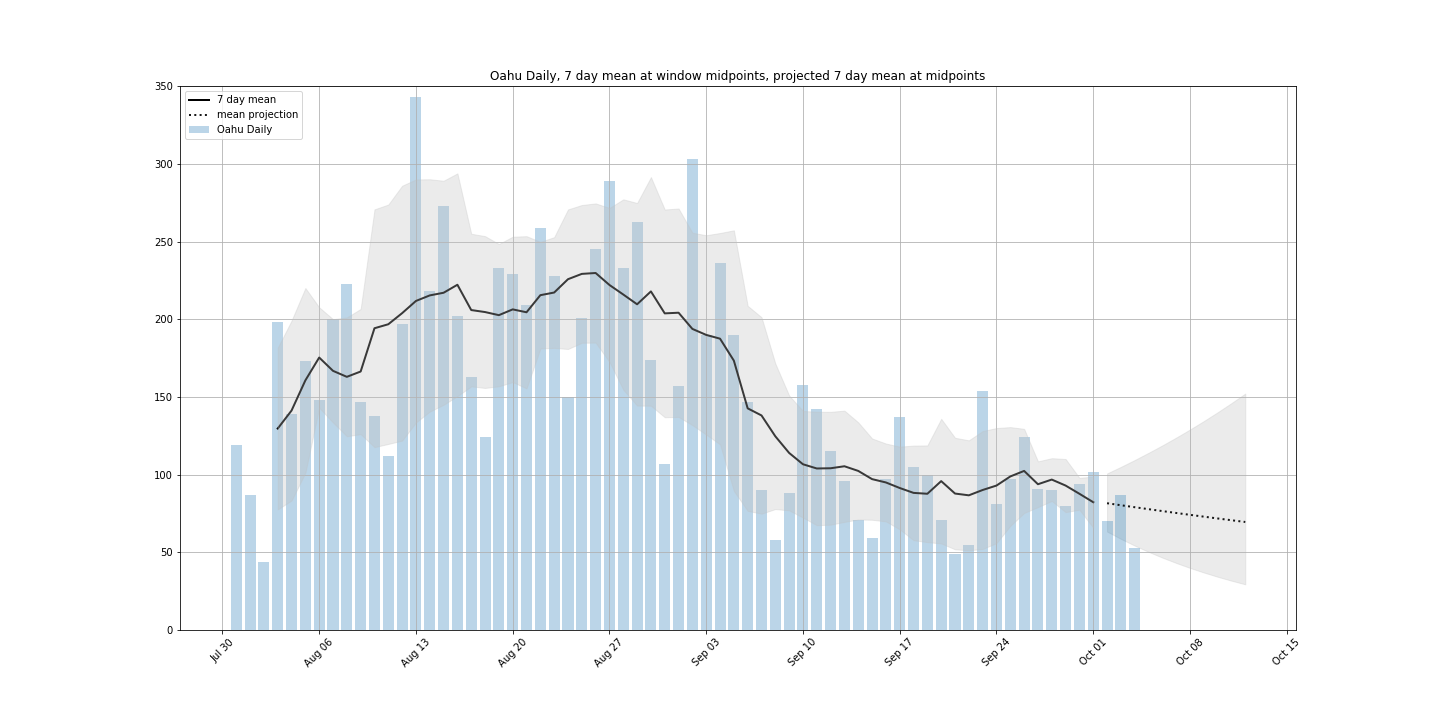 Oahu Daily, 7 day mean at window midpoints, projected 7 day mean at midpoints
7 day mean
mean projection
Oahu Daily
350
300
250
200
150
100
50
0
Jul 30
Aug 06
Aug 13
Aug 20
Aug 27
Sep 03
Sep 10
Sep 17
Sep 24
Oct 01
Oct 08
Oct 15